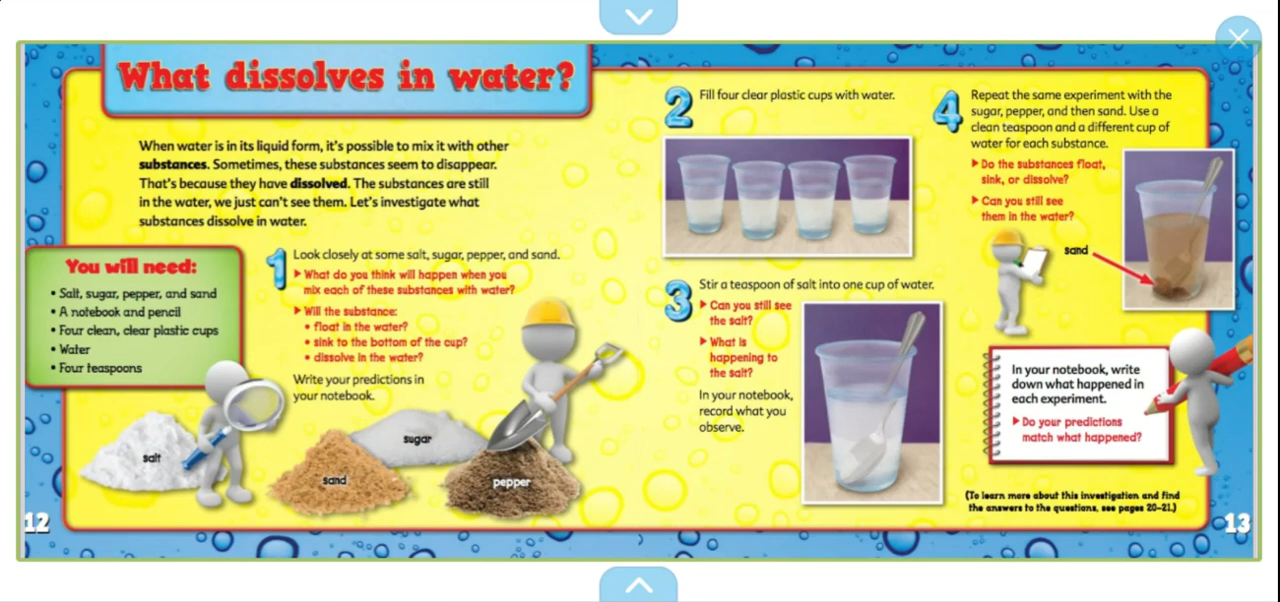 What dissolves in water?
When water is in its liquid form, it's possible to mix it with other
substances. Sometimes, these substances seem to disappear.
That's because they have dissolved. The substances are still
in the water, we just can't see them. Let's investigate what
substances dissolve in water.
You will need:
• Salt, sugar, pepper, and sand
• A notebook and pencil
• Four clean, clear plastic cups
• Water
• Four teaspoons
1
Look closely at some salt, sugar, pepper, and sand.
What do you think will happen when you
mix each of these substances with water?
Will the substance:
• float in the water?
• sink to the bottom of the cup?
• dissolve in the water?
Write your predictions in
your notebook.
salt
sand
sugar
pepper
12
2
Fill four clear plastic cups with water.
3
Stir a teaspoon of salt into one cup of water.
Can you still see
the salt?
What is
happening to
the salt?
In your notebook,
record what you
observe.
4
Repeat the same experiment with the
sugar, pepper, and then sand. Use a
clean teaspoon and a different cup of
water for each substance.
Do the substances float,
sink, or dissolve?
Can you still see
them in the water?
sand
In your notebook, write
down what happened in
each experiment.
Do your predictions
match what happened?
(To learn more about this investigation and find
the answers to the questions, see pages 20–21.)
13